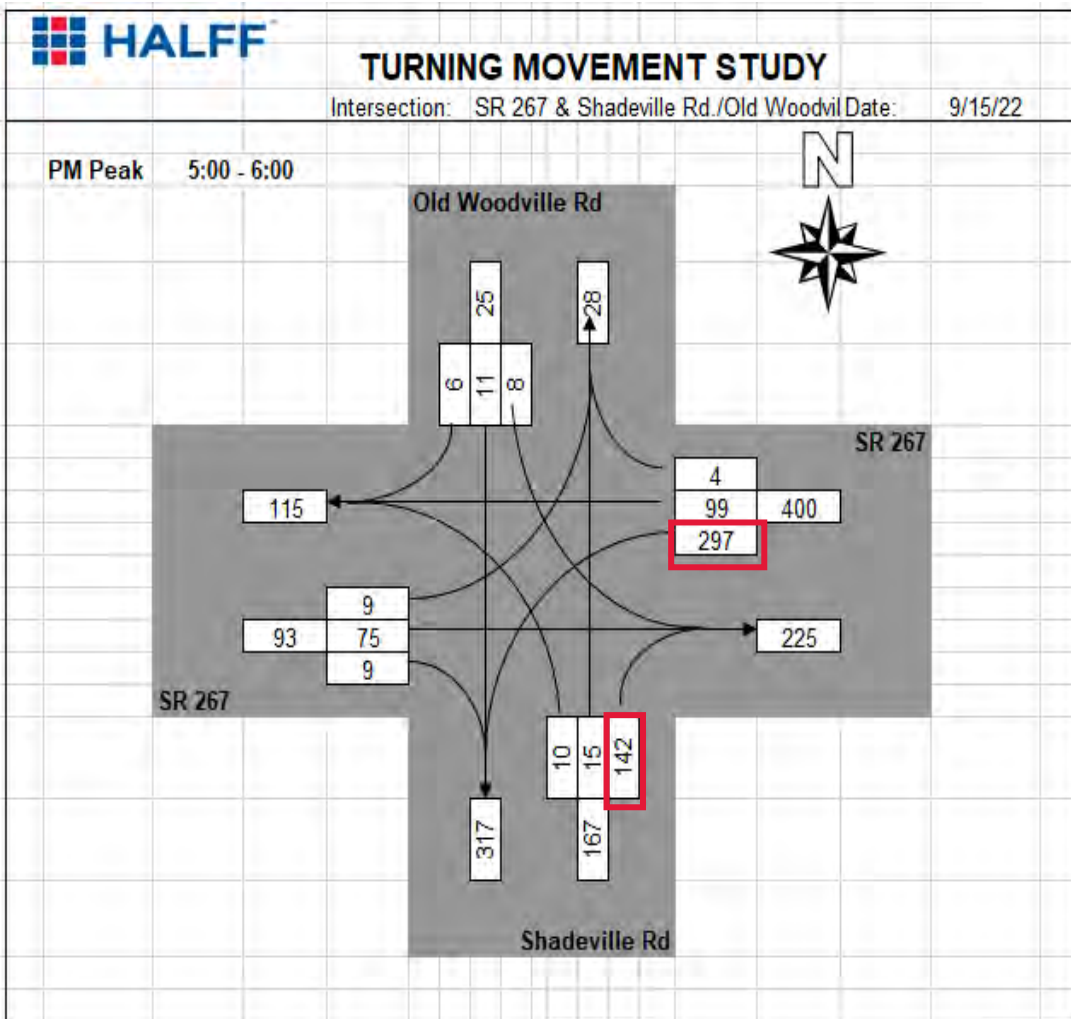 HALFF
TURNING MOVEMENT STUDY
Intersection: SR 267 & Shadeville Rd./Old Woodvil Date: 9/15/22
N
PM Peak 5:00 - 6:00
Old Woodville Rd
25
28
6 11 8
SR 267
4
115
99 400
297
9
93 75
225
9
SR 267
10 15 142
317
167
Shadeville Rd